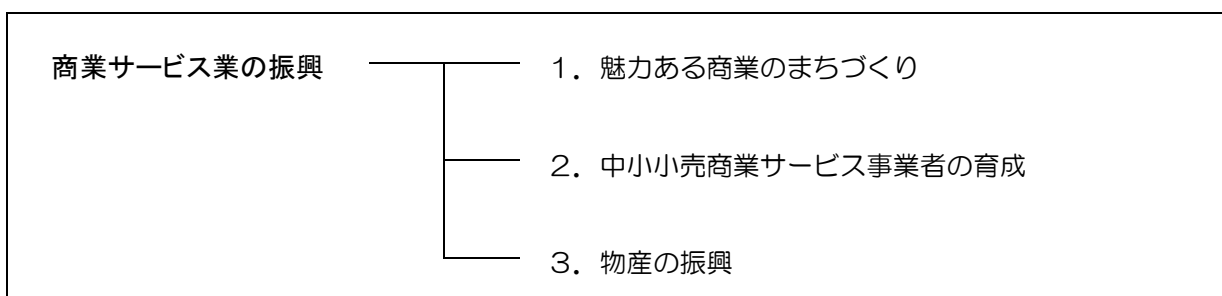 商業サービス業の振興
1．魅力ある商業のまちづくり
2．中小小売商業サービス事業者の育成
3．物産の振興